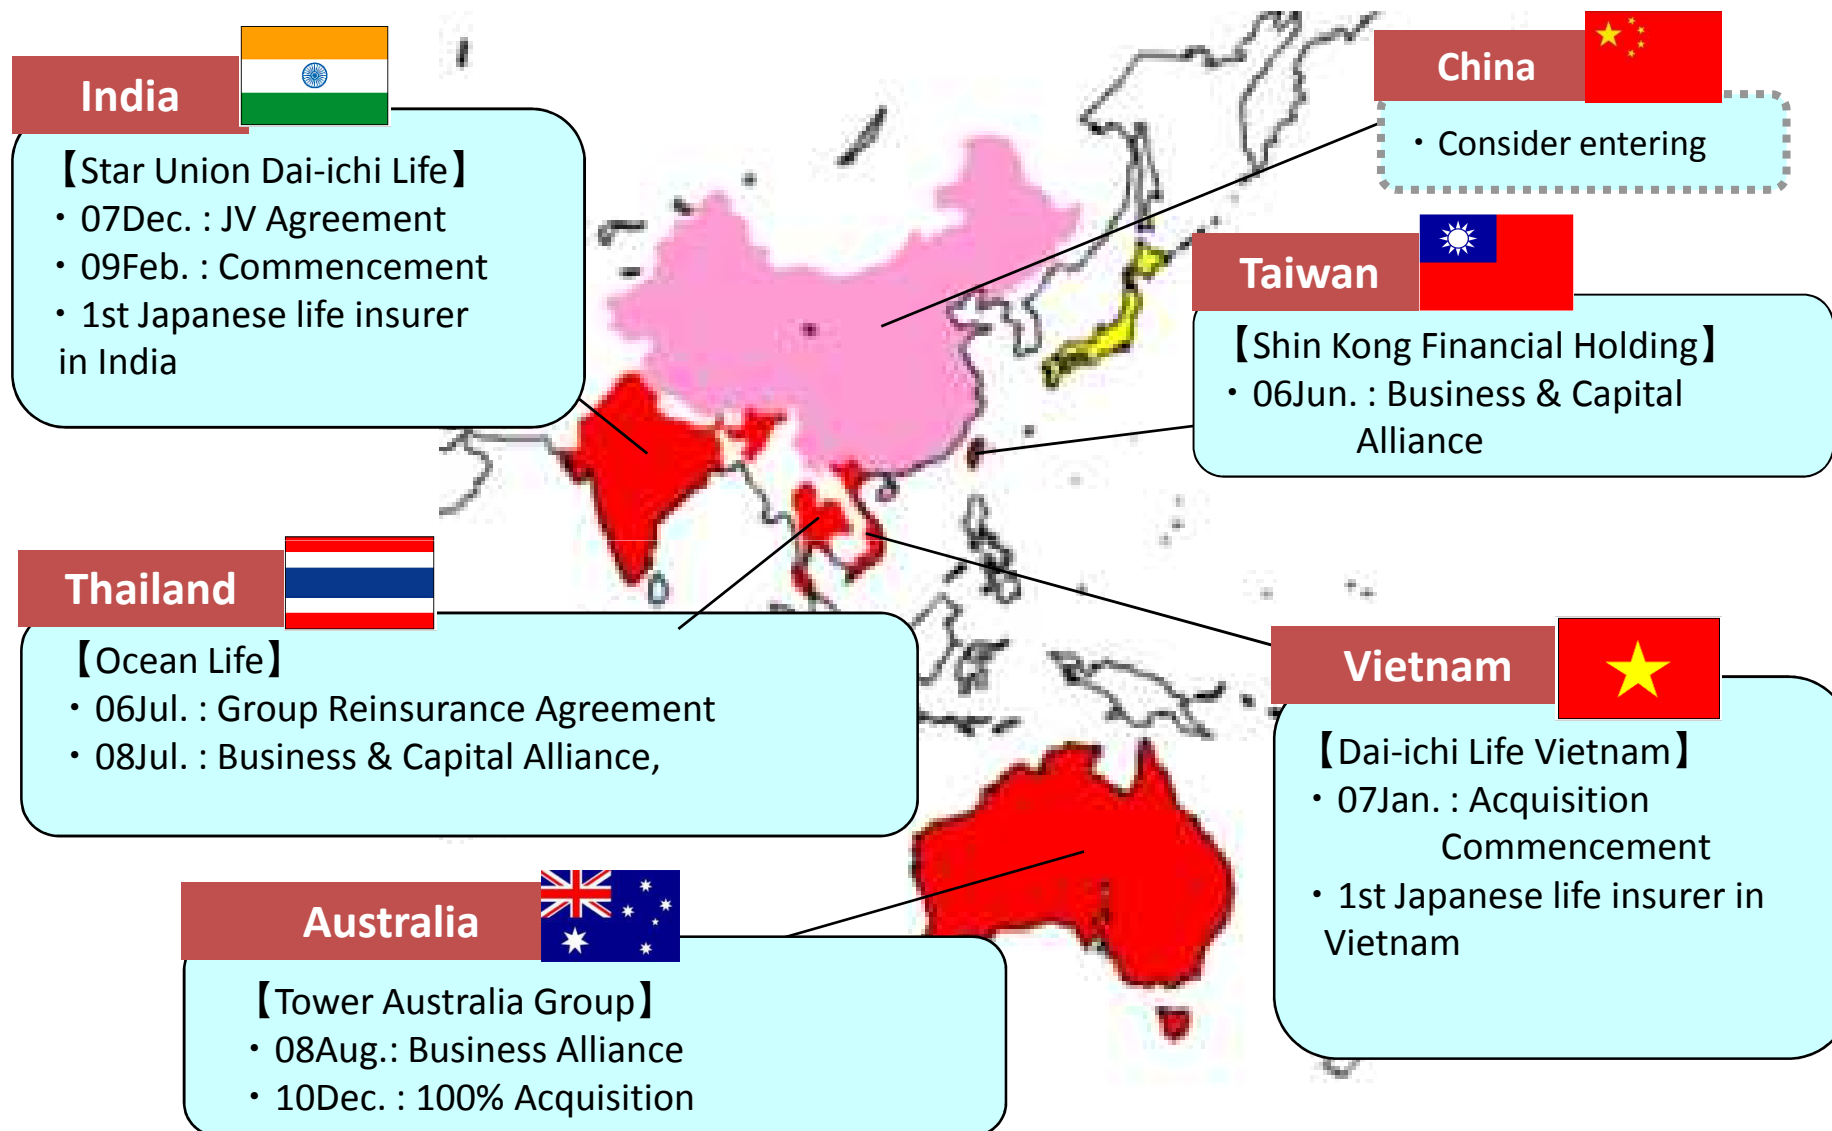 India
【Star Union Dai-ichi Life】
・07Dec. : JV Agreement
・09Feb. : Commencement
・1st Japanese life insurer
in India
China
・Consider entering
Taiwan
【Shin Kong Financial Holding】
・06Jun. : Business & Capital
Alliance
Thailand
【Ocean Life】
・06Jul. : Group Reinsurance Agreement
・08Jul. : Business & Capital Alliance,
Vietnam
【Dai-ichi Life Vietnam】
・07Jan. : Acquisition
Commencement
・1st Japanese life insurer in
Vietnam
Australia
【Tower Australia Group】
・08Aug.: Business Alliance
・10Dec. : 100% Acquisition